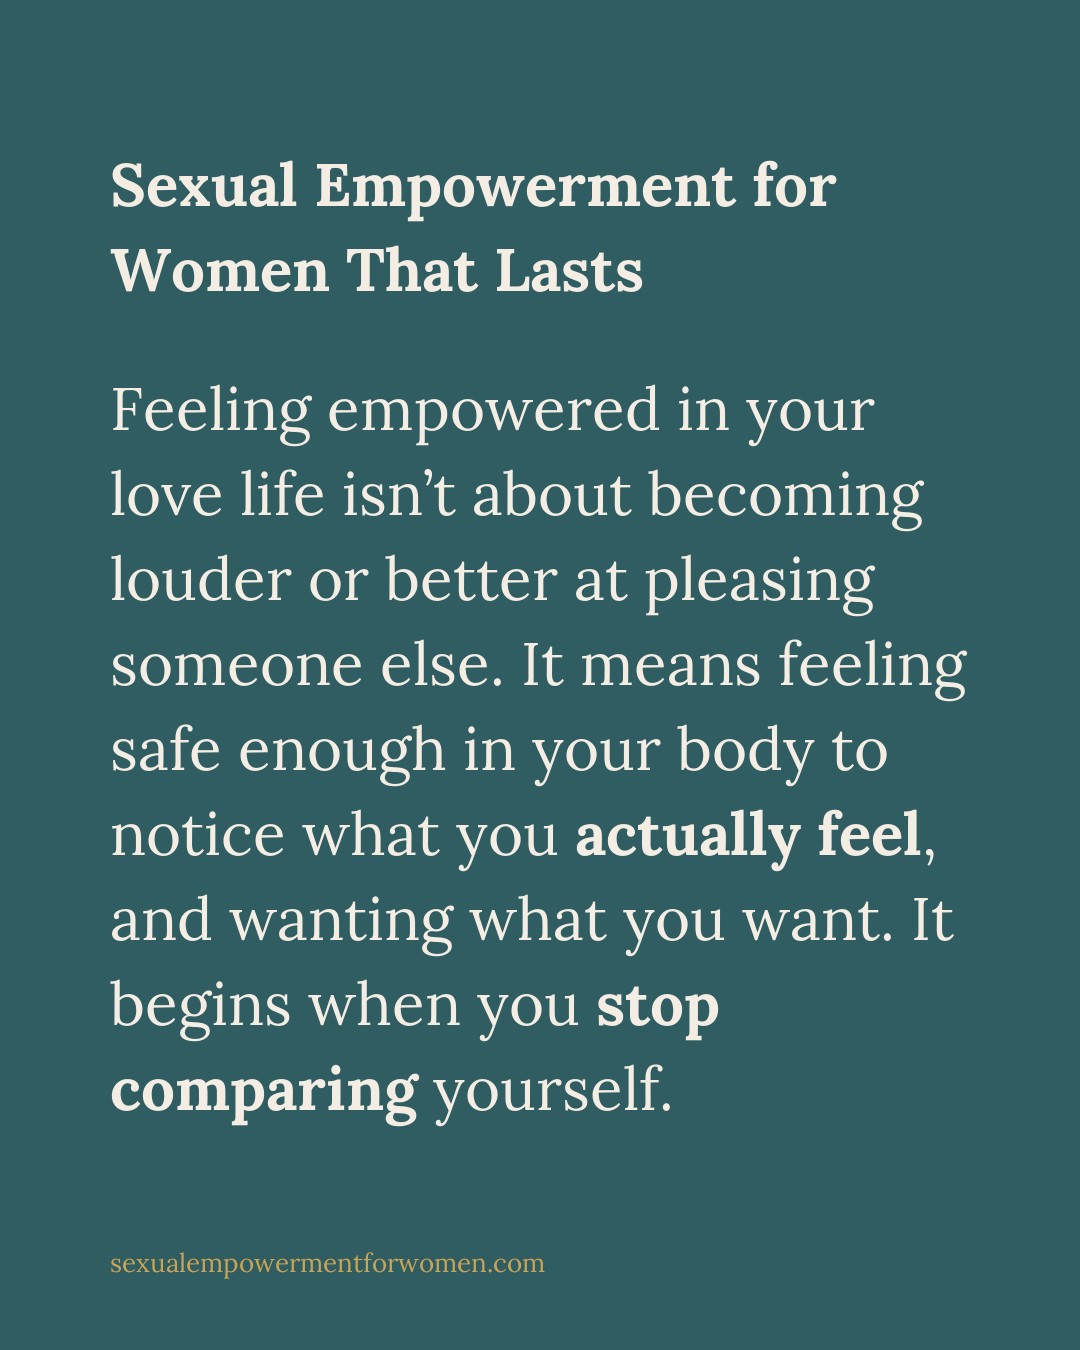 Sexual Empowerment for
Women That Lasts
Feeling empowered in your
love life isn’t about becoming
louder or better at pleasing
someone else. It means feeling
safe enough in your body to
notice what you actually feel,
and wanting what you want. It
begins when you stop
comparing yourself.
sexualempowermentforwomen.com